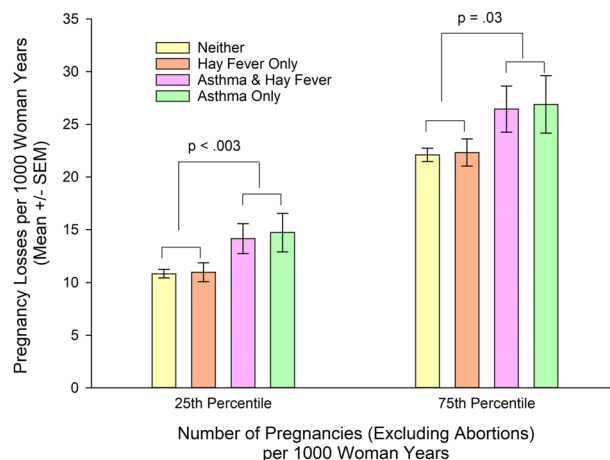 35
30
25
20
15
10
5
0
Pregnancy Losses per 1000 Woman Years
(Mean +/- SEM)
Neither
Hay Fever Only
Asthma & Hay Fever
Asthma Only
p < .003
p = .03
25th Percentile
75th Percentile
Number of Pregnancies (Excluding Abortions)
per 1000 Woman Years